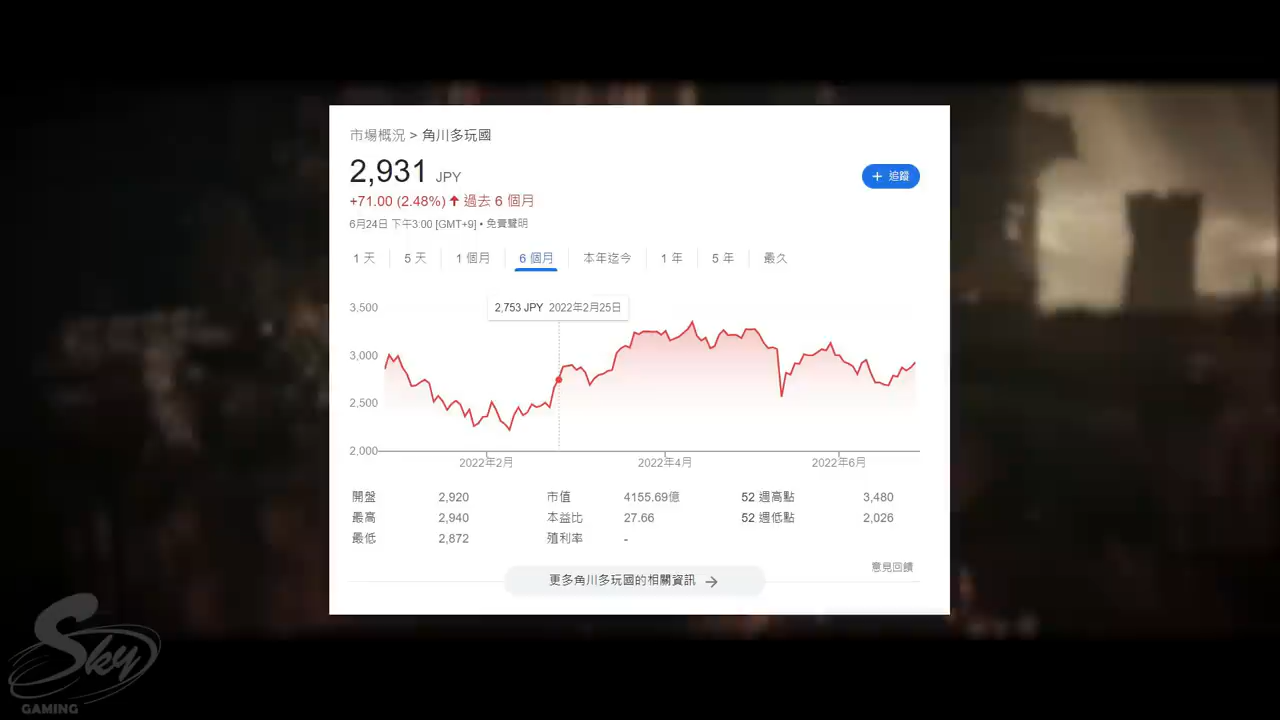 市場概況 > 角川多玩國
2,931 JPY
+ 追蹤
+71.00 (2.48%) ↑ 過去 6 個月
6月24日 下午3:00 [GMT+9] • 免責聲明
1 天 5 天 1 個月 6 個月 本年迄今 1 年 5 年 最久
2,753 JPY 2022年2月25日
3,500
3,000
2,500
2,000
2022年2月 2022年4月 2022年6月
開盤 2,920 市值 4155.69億 52 週高點 3,480
最高 2,940 本益比 27.66 52 週低點 2,026
最低 2,872 殖利率 -
意見回饋
更多角川多玩國的相關資訊 →
Sky
GAMING